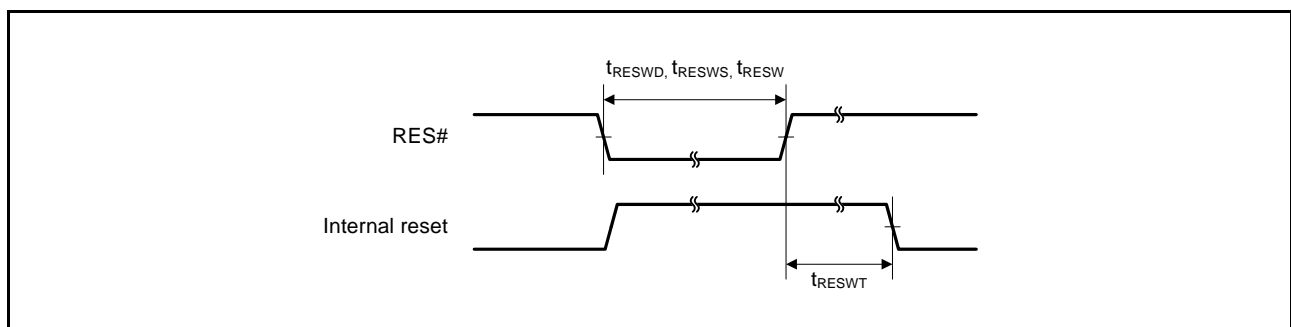 tRESWD, tRESWS, tRESW
RES#
Internal reset
tRESWT